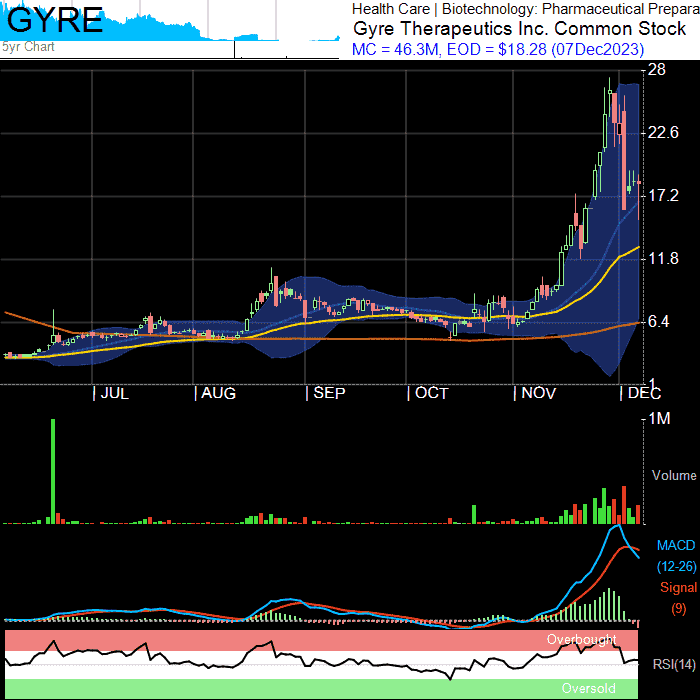 GYRE
5yr Chart
Health Care | Biotechnology: Pharmaceutical Prepara
Gyre Therapeutics Inc. Common Stock
MC = 46.3M, EOD = $18.28 (07Dec2023)
28
22.6
17.2
11.8
6.4
1
JUL AUG SEP OCT NOV DEC
1M
Volume
MACD
(12-26)
Signal
(9)
Overbought
RSI(14)
Oversold